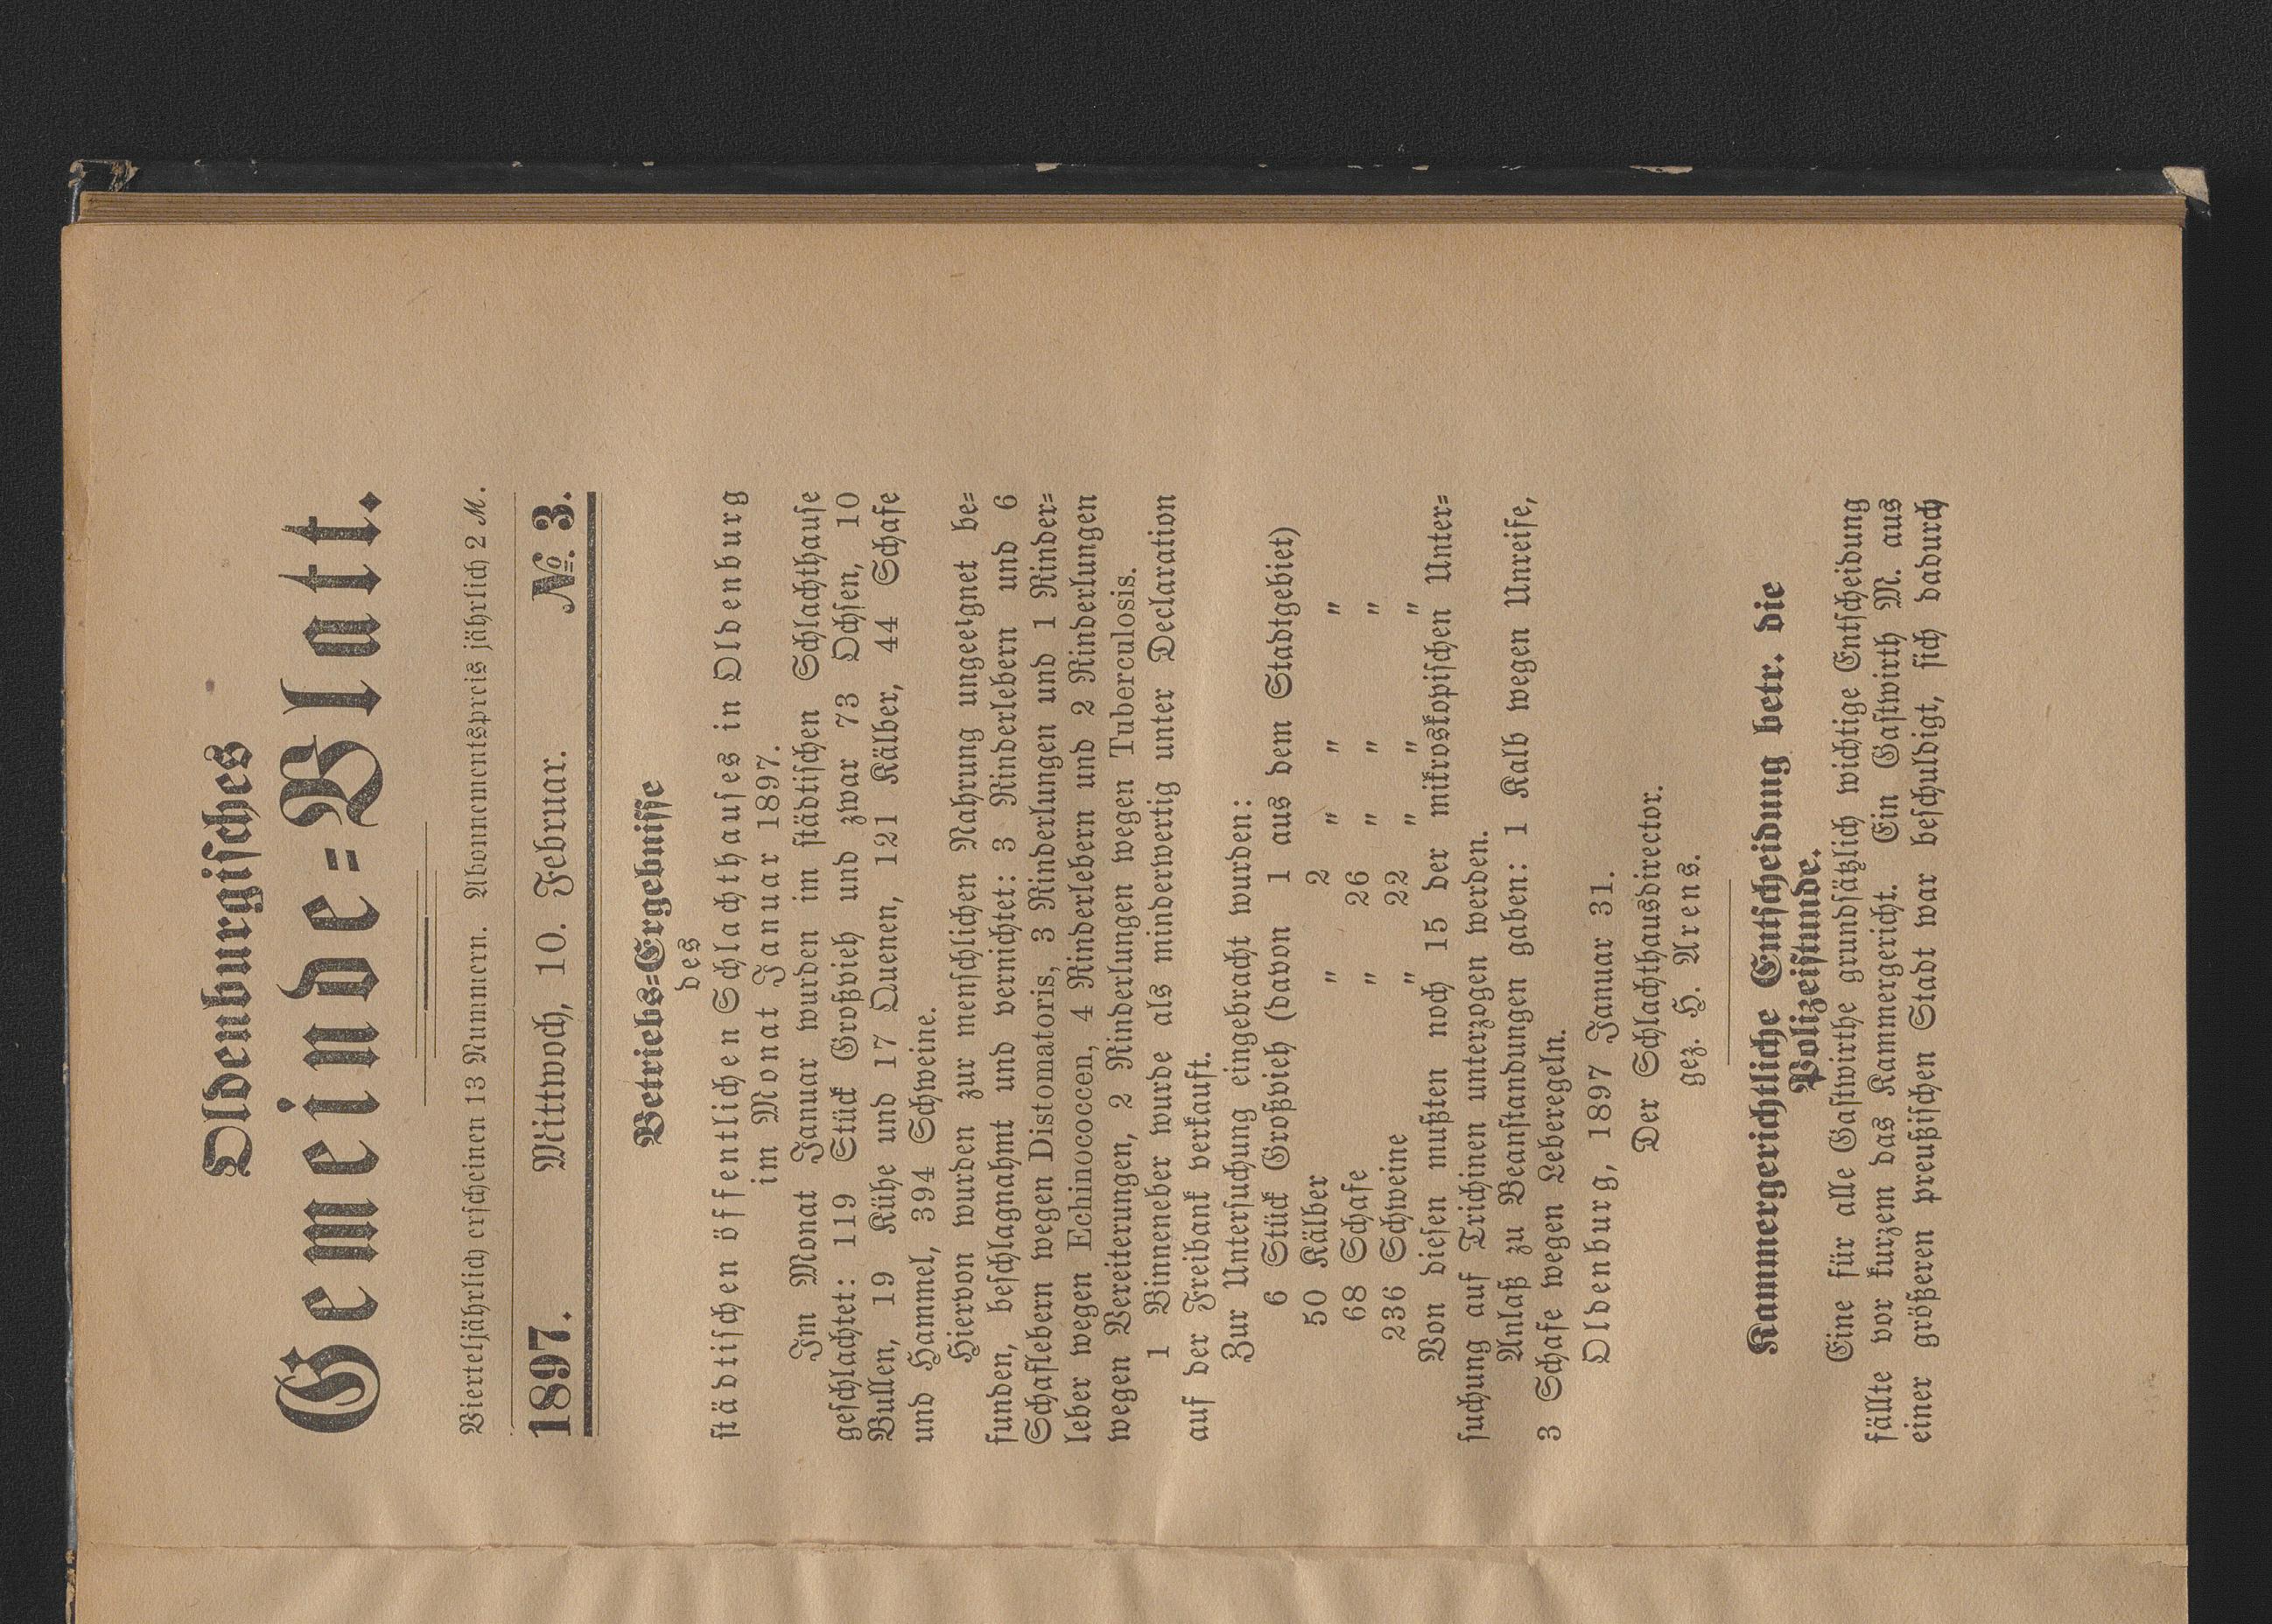 Oldenburgisches
Gemeinde=Blatt.
Vierteljährlich erscheinen 13 Nummern. Abonnementspreis jährlich 2 ℳ.
1897. Mittwoch, 10. Februar. № 3.
Betriebs=Ergebnisse
des
städtischen öffentlichen Schlachthauses in Oldenburg
im Monat Januar 1897.
Im Monat Januar wurden im städtischen Schlachthause
geschlachtet: 119 Stück Großvieh und zwar 73 Ochsen, 10
Bullen, 19 Kühe und 17 Quenen, 121 Kälber, 44 Schafe
und Hammel, 394 Schweine.
Hiervon wurden zur menschlichen Nahrung ungeeignet be=
funden, beschlagnahmt und vernichtet: 3 Rinderlebern und 6
Schaflebern wegen Distomatoris, 3 Rinderlungen und 1 Rinder=
leber wegen Echinococcen, 4 Rinderlebern und 2 Rinderlungen
wegen Vereiterungen, 2 Rinderlungen wegen Tuberculosis.
1 Binneneber wurde als minderwertig unter Declaration
auf der Freibank verkauft.
Zur Untersuchung eingebracht wurden:
6 Stück Großvieh (davon 1 aus dem Stadtgebiet)
50 Kälber " 2 " " "
68 Schafe " 26 " " "
236 Schweine " 22 " " "
Von diesen mußten noch 15 der mikroskopischen Unter=
suchung auf Trichinen unterzogen werden.
Anlaß zu Beanstandungen gaben: 1 Kalb wegen Unreife,
3 Schafe wegen Leberegeln.
Oldenburg, 1897 Januar 31.
Der Schlachthausdirector.
gez. H. Arens.
Kammergerichtliche Entscheidung betr. die
Polizeistunde.
Eine für alle Gastwirthe grundsätzlich wichtige Entscheidung
fällte vor kurzem das Kammergericht. Ein Gastwirth M. aus
einer größeren preußischen Stadt war beschuldigt, sich dadurch